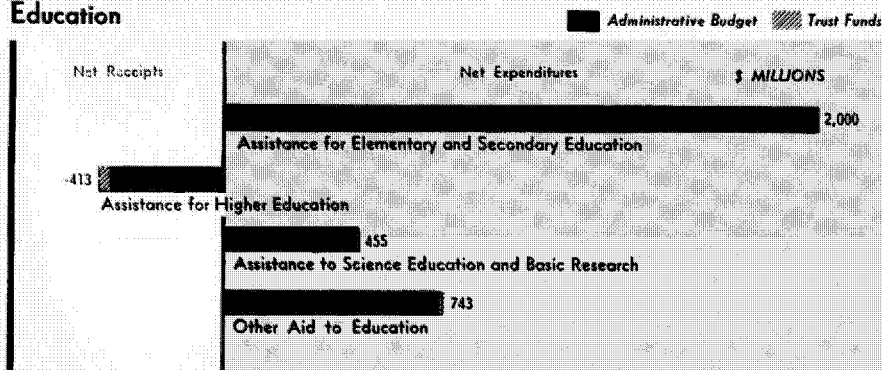 Education
Administrative Budget Trust Funds
Net Receipts Net Expenditures $ MILLIONS
2,000
Assistance for Elementary and Secondary Education
-413
Assistance for Higher Education
455
Assistance to Science Education and Basic Research
743
Other Aid to Education